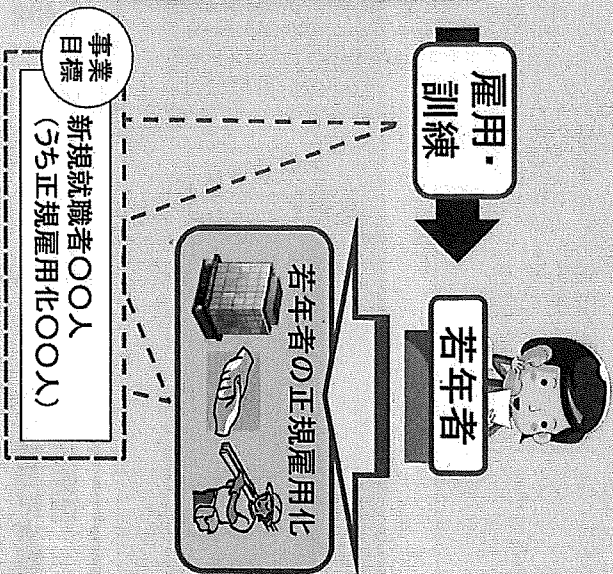 雇用・
訓練
若年者
若年者の正規雇用化
事業
目標
新規就職者〇〇人
(うち正規雇用化〇〇人)